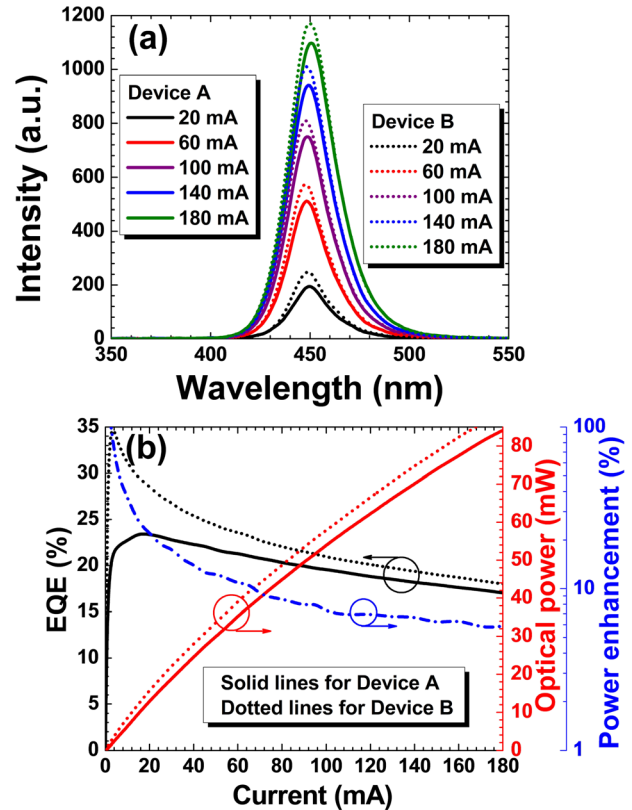 (a)
1200
1000
800
600
400
200
0
Intensity (a.u.)
Device A
20 mA
60 mA
100 mA
140 mA
180 mA
Device B
20 mA
60 mA
100 mA
140 mA
180 mA
350 400 450 500 550
Wavelength (nm)
(b)
35
30
25
20
15
10
5
0
EQE (%)
80
70
60
50
40
30
20
10
0
Optical power (mW)
100
10
1
Power enhancement (%)
Solid lines for Device A
Dotted lines for Device B
0 20 40 60 80 100 120 140 160 180
Current (mA)